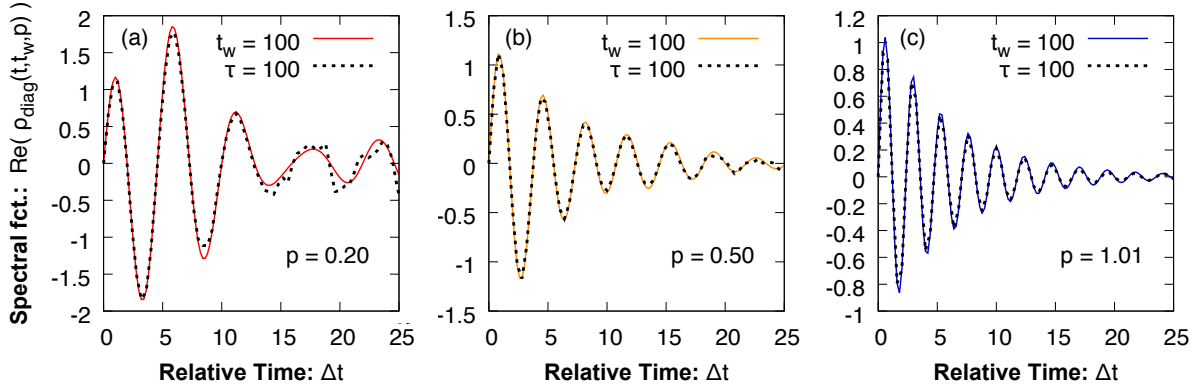 Spectral fct.: Re( ρdiag(t,tw,p) )
(a)
tw = 100
τ = 100
p = 0.20
2
1.5
1
0.5
0
-0.5
-1
-1.5
-2
0 5 10 15 20 25
Relative Time: Δt
(b)
tw = 100
τ = 100
p = 0.50
1.5
1
0.5
0
-0.5
-1
-1.5
0 5 10 15 20 25
Relative Time: Δt
(c)
tw = 100
τ = 100
p = 1.01
1.2
1
0.8
0.6
0.4
0.2
0
-0.2
-0.4
-0.6
-0.8
-1
0 5 10 15 20 25
Relative Time: Δt